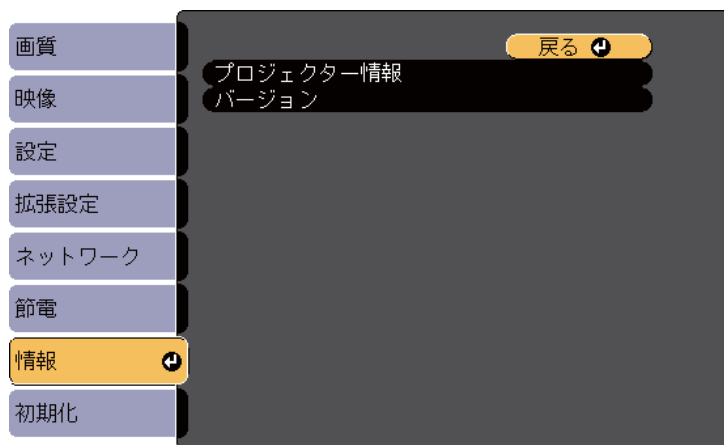 画質
映像
設定
拡張設定
ネットワーク
節電
情報
初期化
戻る
プロジェクター情報
バージョン